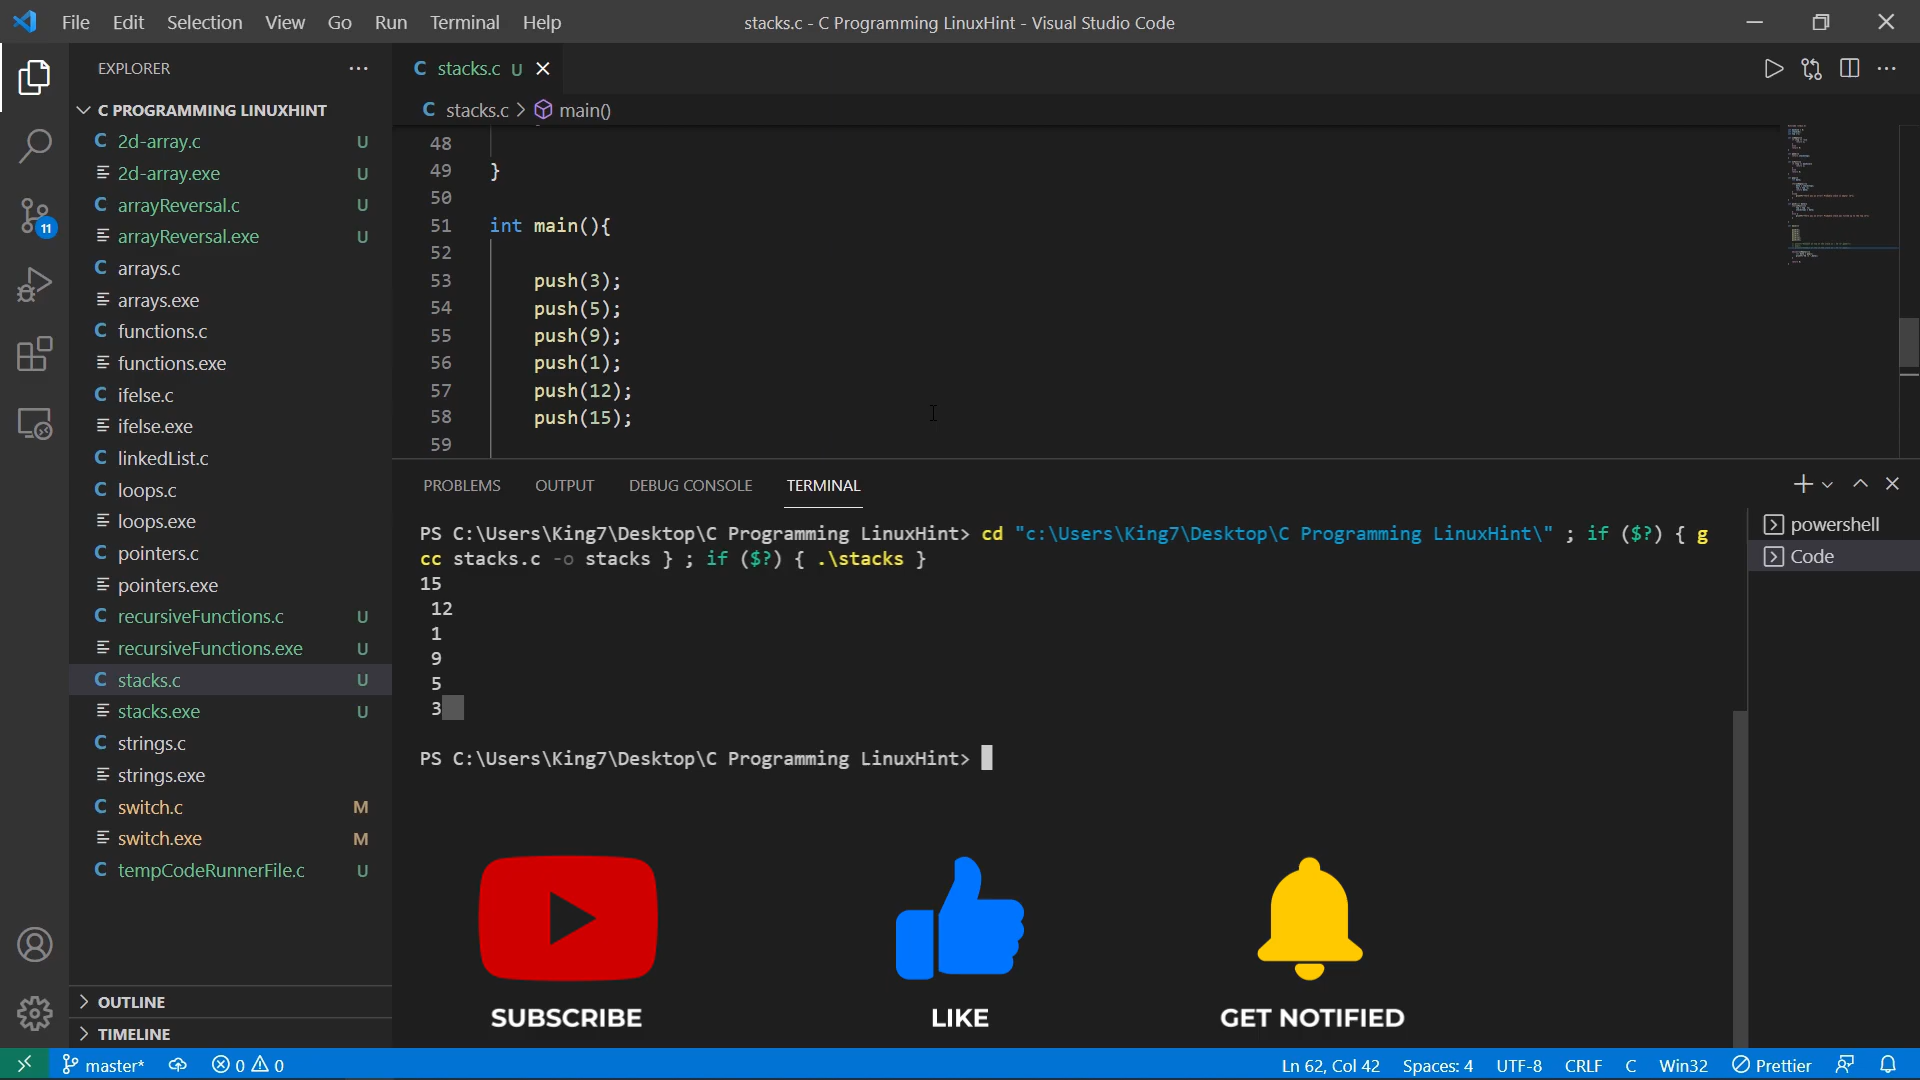 File Edit Selection View Go Run Terminal Help
stacks.c - C Programming LinuxHint - Visual Studio Code
EXPLORER
C PROGRAMMING LINUXHINT
C 2d-array.c U
2d-array.exe U
C arrayReversal.c U
arrayReversal.exe U
C arrays.c
arrays.exe
C functions.c
functions.exe
C ifelse.c
ifelse.exe
C linkedList.c
C loops.c
loops.exe
C pointers.c
pointers.exe
C recursiveFunctions.c U
recursiveFunctions.exe U
C stacks.c U
stacks.exe U
C strings.c
strings.exe
C switch.c M
switch.exe M
C tempCodeRunnerFile.c U
OUTLINE
TIMELINE
11
C stacks.c U
C stacks.c > main()
48
49 }
50
51 int main(){
52
53 push(3);
54 push(5);
55 push(9);
56 push(1);
57 push(12);
58 push(15);
59
PROBLEMS OUTPUT DEBUG CONSOLE TERMINAL
PS C:\Users\King7\Desktop\C Programming LinuxHint> cd "c:\Users\King7\Desktop\C Programming LinuxHint\" ; if ($?) { g
cc stacks.c -o stacks } ; if ($?) { .\stacks }
15
12
1
9
5
3
PS C:\Users\King7\Desktop\C Programming LinuxHint>
powershell
Code
SUBSCRIBE LIKE GET NOTIFIED
master* 0 0 Ln 62, Col 42 Spaces: 4 UTF-8 CRLF C Win32 Prettier